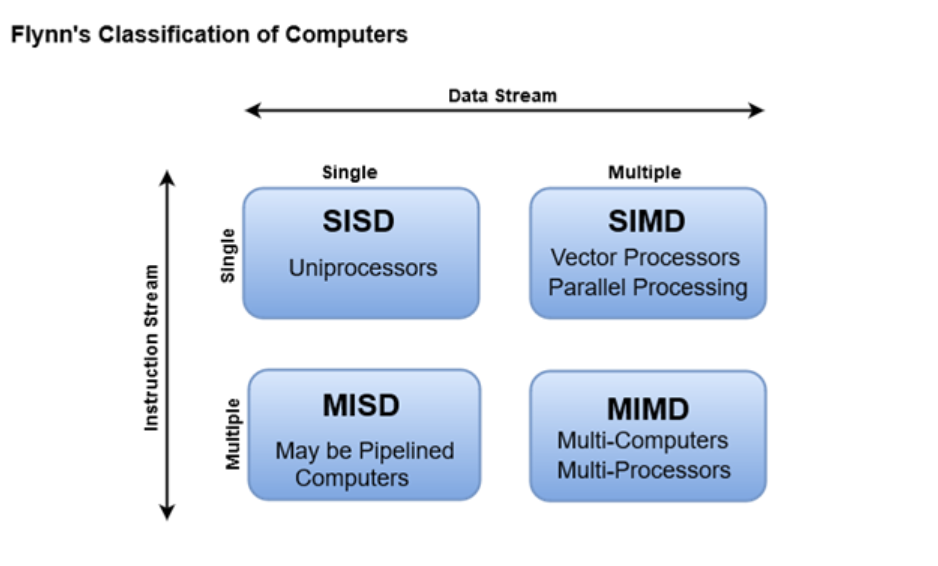 Flynn's Classification of Computers
Data Stream
Single
Multiple
Instruction Stream
Single
SISD
Uniprocessors
SIMD
Vector Processors
Parallel Processing
Multiple
MISD
May be Pipelined
Computers
MIMD
Multi-Computers
Multi-Processors